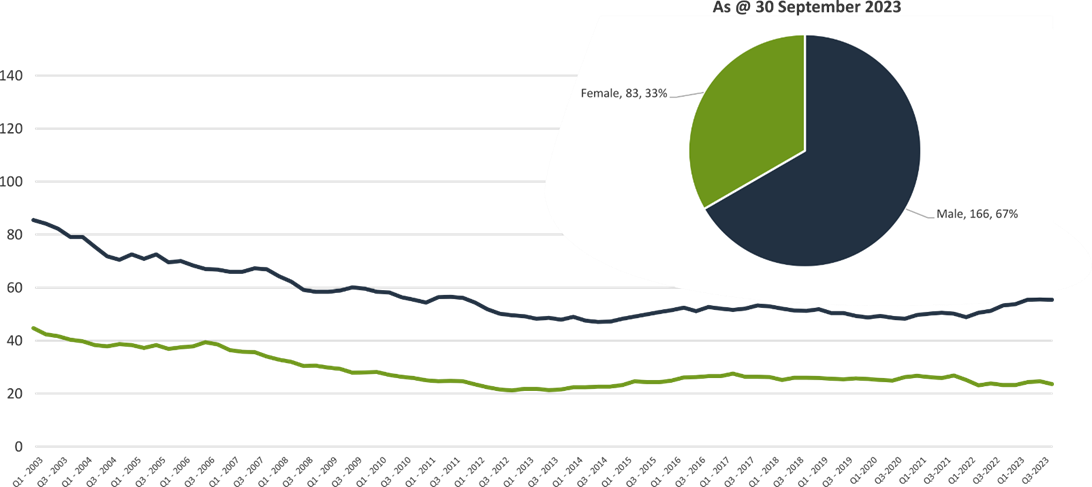 As @ 30 September 2023
Female, 83, 33%
Male, 166, 67%
140
120
100
80
60
40
20
0
Q1 - 2003
Q3 - 2003
Q1 - 2004
Q3 - 2004
Q1 - 2005
Q3 - 2005
Q1 - 2006
Q3 - 2006
Q1 - 2007
Q3 - 2007
Q1 - 2008
Q3 - 2008
Q1 - 2009
Q3 - 2009
Q1 - 2010
Q3 - 2010
Q1 - 2011
Q3 - 2011
Q1 - 2012
Q3 - 2012
Q1 - 2013
Q3 - 2013
Q1 - 2014
Q3 - 2014
Q1 - 2015
Q3 - 2015
Q1 - 2016
Q3 - 2016
Q1 - 2017
Q3 - 2017
Q1 - 2018
Q3 - 2018
Q1 - 2019
Q3 - 2019
Q1 - 2020
Q3 - 2020
Q1 - 2021
Q3-2021
Q1 - 2022
Q3-2022
Q1-2023
Q3-2023